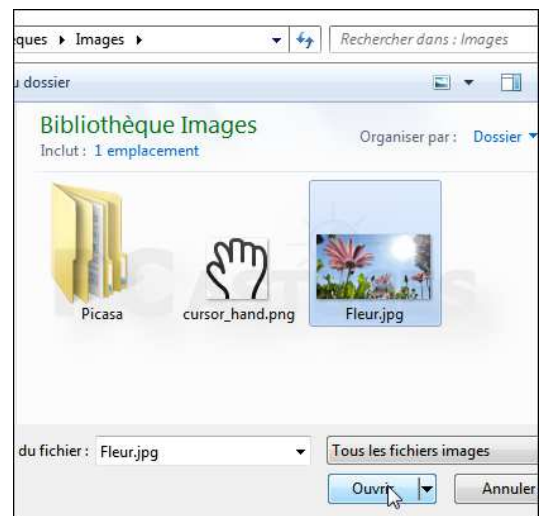 ques ▸ Images ▸ Rechercher dans : Images
u dossier
Bibliothèque Images
Inclut : 1 emplacement
Organiser par : Dossier
Picasa cursor_hand.png Fleur.jpg
du fichier : Fleur.jpg Tous les fichiers images
Ouvrir Annuler